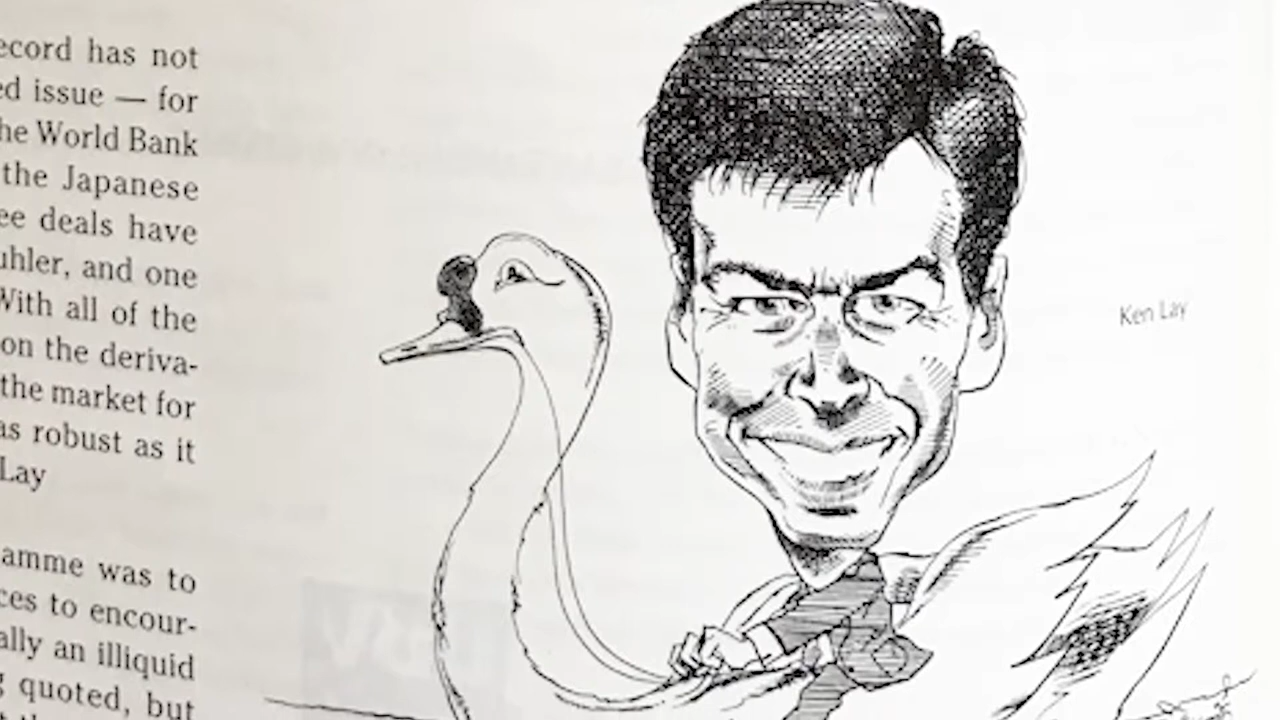 ecord has not
ed issue — for
he World Bank
the Japanese
ee deals have
uhler, and one
With all of the
on the deriva-
the market for
as robust as it
Lay
amme was to
ces to encour-
ally an illiquid
g quoted, but
Ken Lay